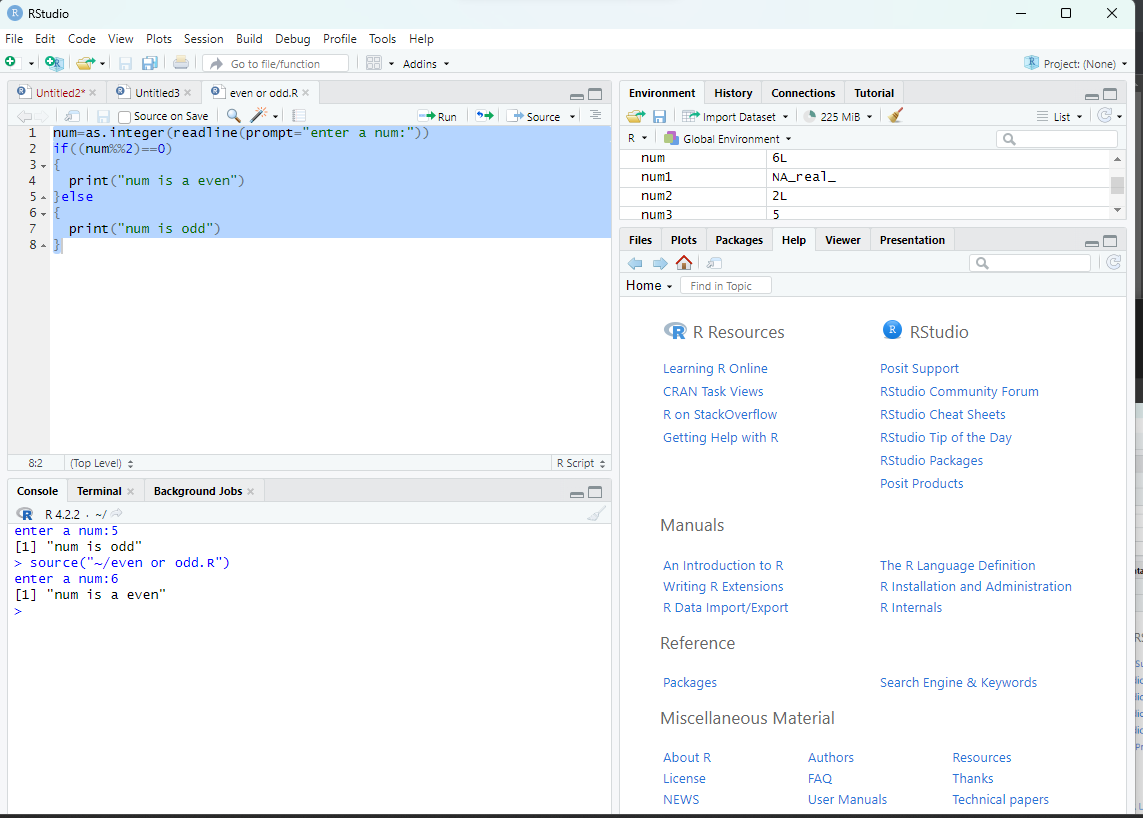 RStudio
File Edit Code View Plots Session Build Debug Profile Tools Help
Go to file/function Addins Project: (None)
Untitled2* Untitled3 even or odd.R
Source on Save Run Source
1 num=as.integer(readline(prompt="enter a num:"))
2 if((num%%2)==0)
3 {
4 print("num is a even")
5 }else
6 {
7 print("num is odd")
8 }
8:2 (Top Level) R Script
Console Terminal Background Jobs
R 4.2.2 · ~/
enter a num:5
[1] "num is odd"
> source("~/even or odd.R")
enter a num:6
[1] "num is a even"
>
Environment History Connections Tutorial
Import Dataset 225 MiB List
R Global Environment
num 6L
num1 NA_real_
num2 2L
num3 5
Files Plots Packages Help Viewer Presentation
Home Find in Topic
R Resources
Learning R Online
CRAN Task Views
R on StackOverflow
Getting Help with R
RStudio
Posit Support
RStudio Community Forum
RStudio Cheat Sheets
RStudio Tip of the Day
RStudio Packages
Posit Products
Manuals
An Introduction to R The R Language Definition
Writing R Extensions R Installation and Administration
R Data Import/Export R Internals
Reference
Packages Search Engine & Keywords
Miscellaneous Material
About R Authors Resources
License FAQ Thanks
NEWS User Manuals Technical papers